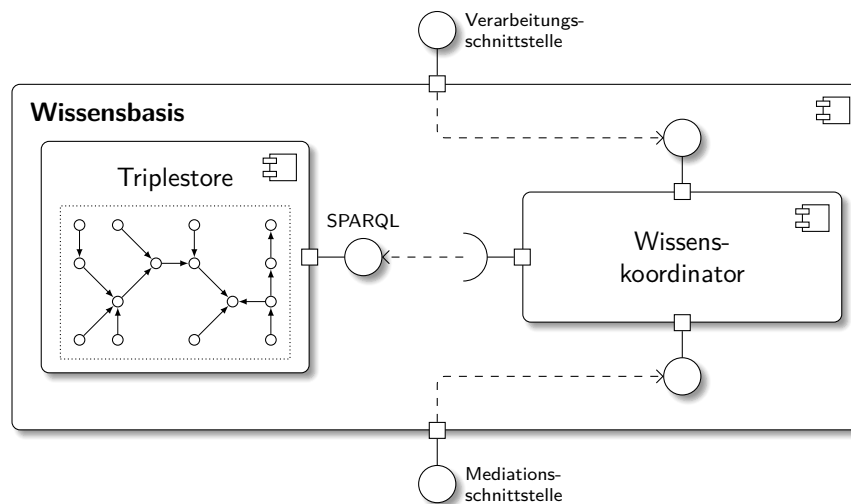 Verarbeitungs-
schnittstelle
Wissensbasis
Triplestore
SPARQL
Wissens-
koordinator
Mediations-
schnittstelle